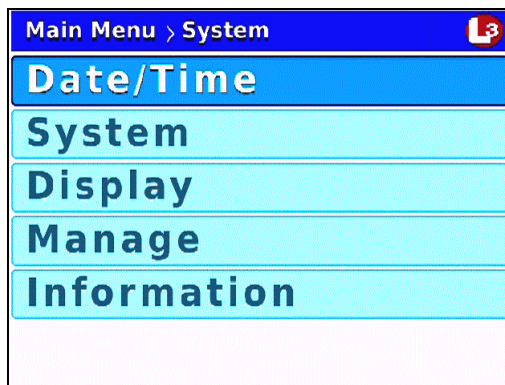 Main Menu > System
L3
Date/Time
System
Display
Manage
Information